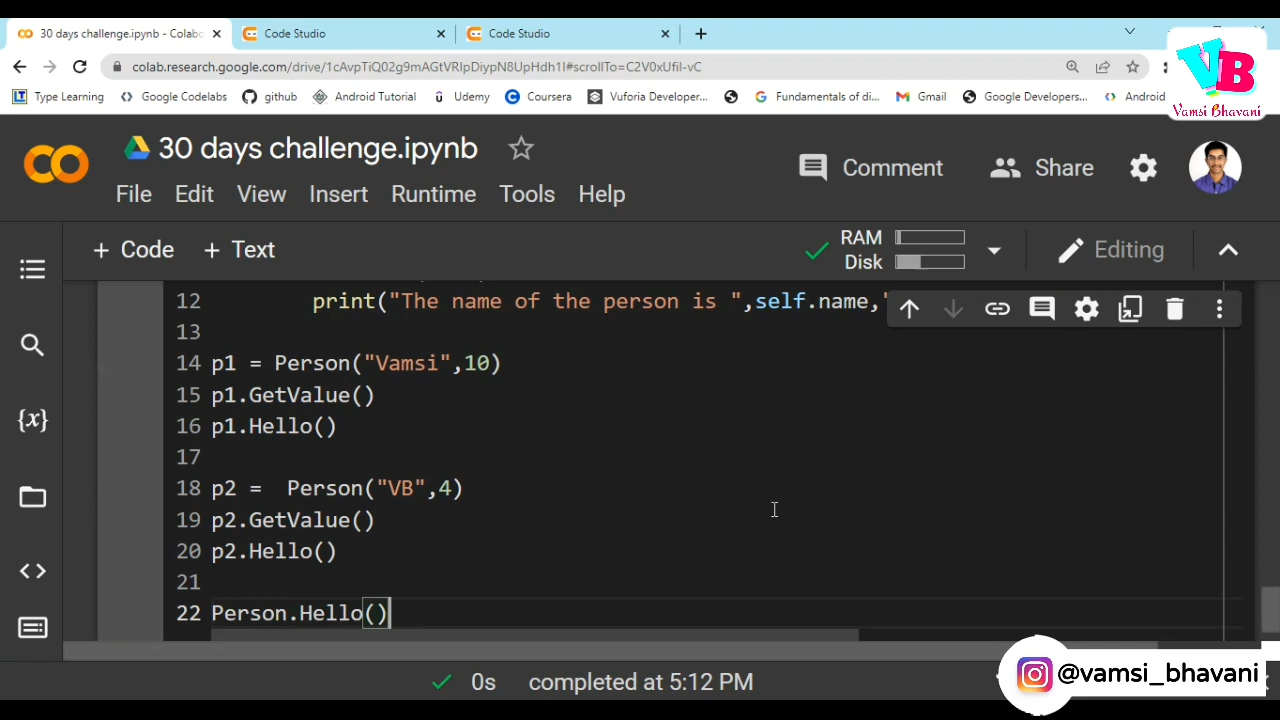 30 days challenge.ipynb - Colabo
Code Studio
Code Studio
colab.research.google.com/drive/1cAvpTiQ02g9mAGtVRIpDiypNBUpHdh1I#scrollTo=C2V0xUfiI-vC
Type Learning
Google Codelabs
github
Android Tutorial
Udemy
Coursera
Vuforia Developer...
Fundamentals of di...
Gmail
Google Developers...
Android
VB
Vamsi Bhavani
30 days challenge.ipynb
Comment
Share
File Edit View Insert Runtime Tools Help
+ Code + Text
RAM
Disk
Editing
12 print("The name of the person is ",self.name,"
13
14 p1 = Person("Vamsi",10)
15 p1.GetValue()
16 p1.Hello()
17
18 p2 =  Person("VB",4)
19 p2.GetValue()
20 p2.Hello()
21
22 Person.Hello()
0s completed at 5:12 PM
@vamsi_bhavani